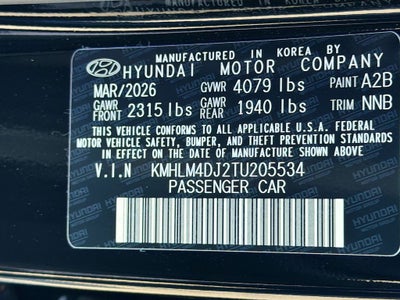 MANUFACTURED IN KOREA BY
HYUNDAI MOTOR COMPANY
MAR/2026 GVWR 4079 lbs PAINT A2B
GAWR FRONT 2315 lbs GAWR REAR 1940 lbs TRIM NNB
THIS VEHICLE CONFORMS TO ALL APPLICABLE U.S.A. FEDERAL
MOTOR VEHICLE SAFETY, BUMPER, AND THEFT PREVENTION STANDARDS
IN EFFECT ON THE DATE OF MANUFACTURE SHOWN ABOVE.
V.I.N KMHLM4DJ2TU205534
PASSENGER CAR